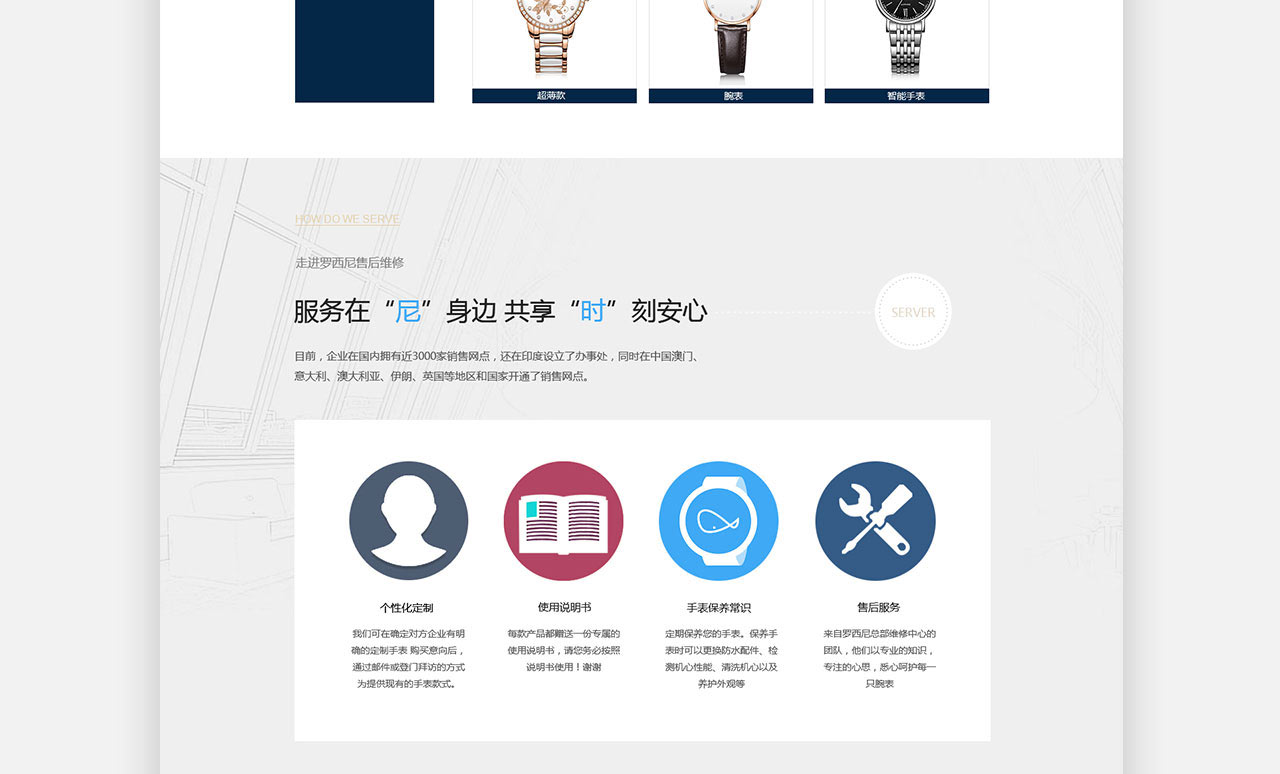 超薄款
腕表
智能手表
HOW DO WE SERVE
走进罗西尼售后维修
服务在“尼”身边 共享“时”刻安心
SERVER
目前，企业在国内拥有近3000家销售网点，还在印度设立了办事处，同时在中国澳门、
意大利、澳大利亚、伊朗、英国等地区和国家开通了销售网点。
个性化定制
我们可在确定对方企业有明
确的定制手表 购买意向后，
通过邮件或登门拜访的方式
为提供现有的手表款式。
使用说明书
每款产品都赠送一份专属的
使用说明书，请您务必按照
说明书使用！谢谢
手表保养常识
定期保养您的手表。保养手
表时可以更换防水配件、检
测机心性能、清洗机心以及
养护外观等
售后服务
来自罗西尼总部维修中心的
团队，他们以专业的知识，
专注的心思，悉心呵护每一
只腕表